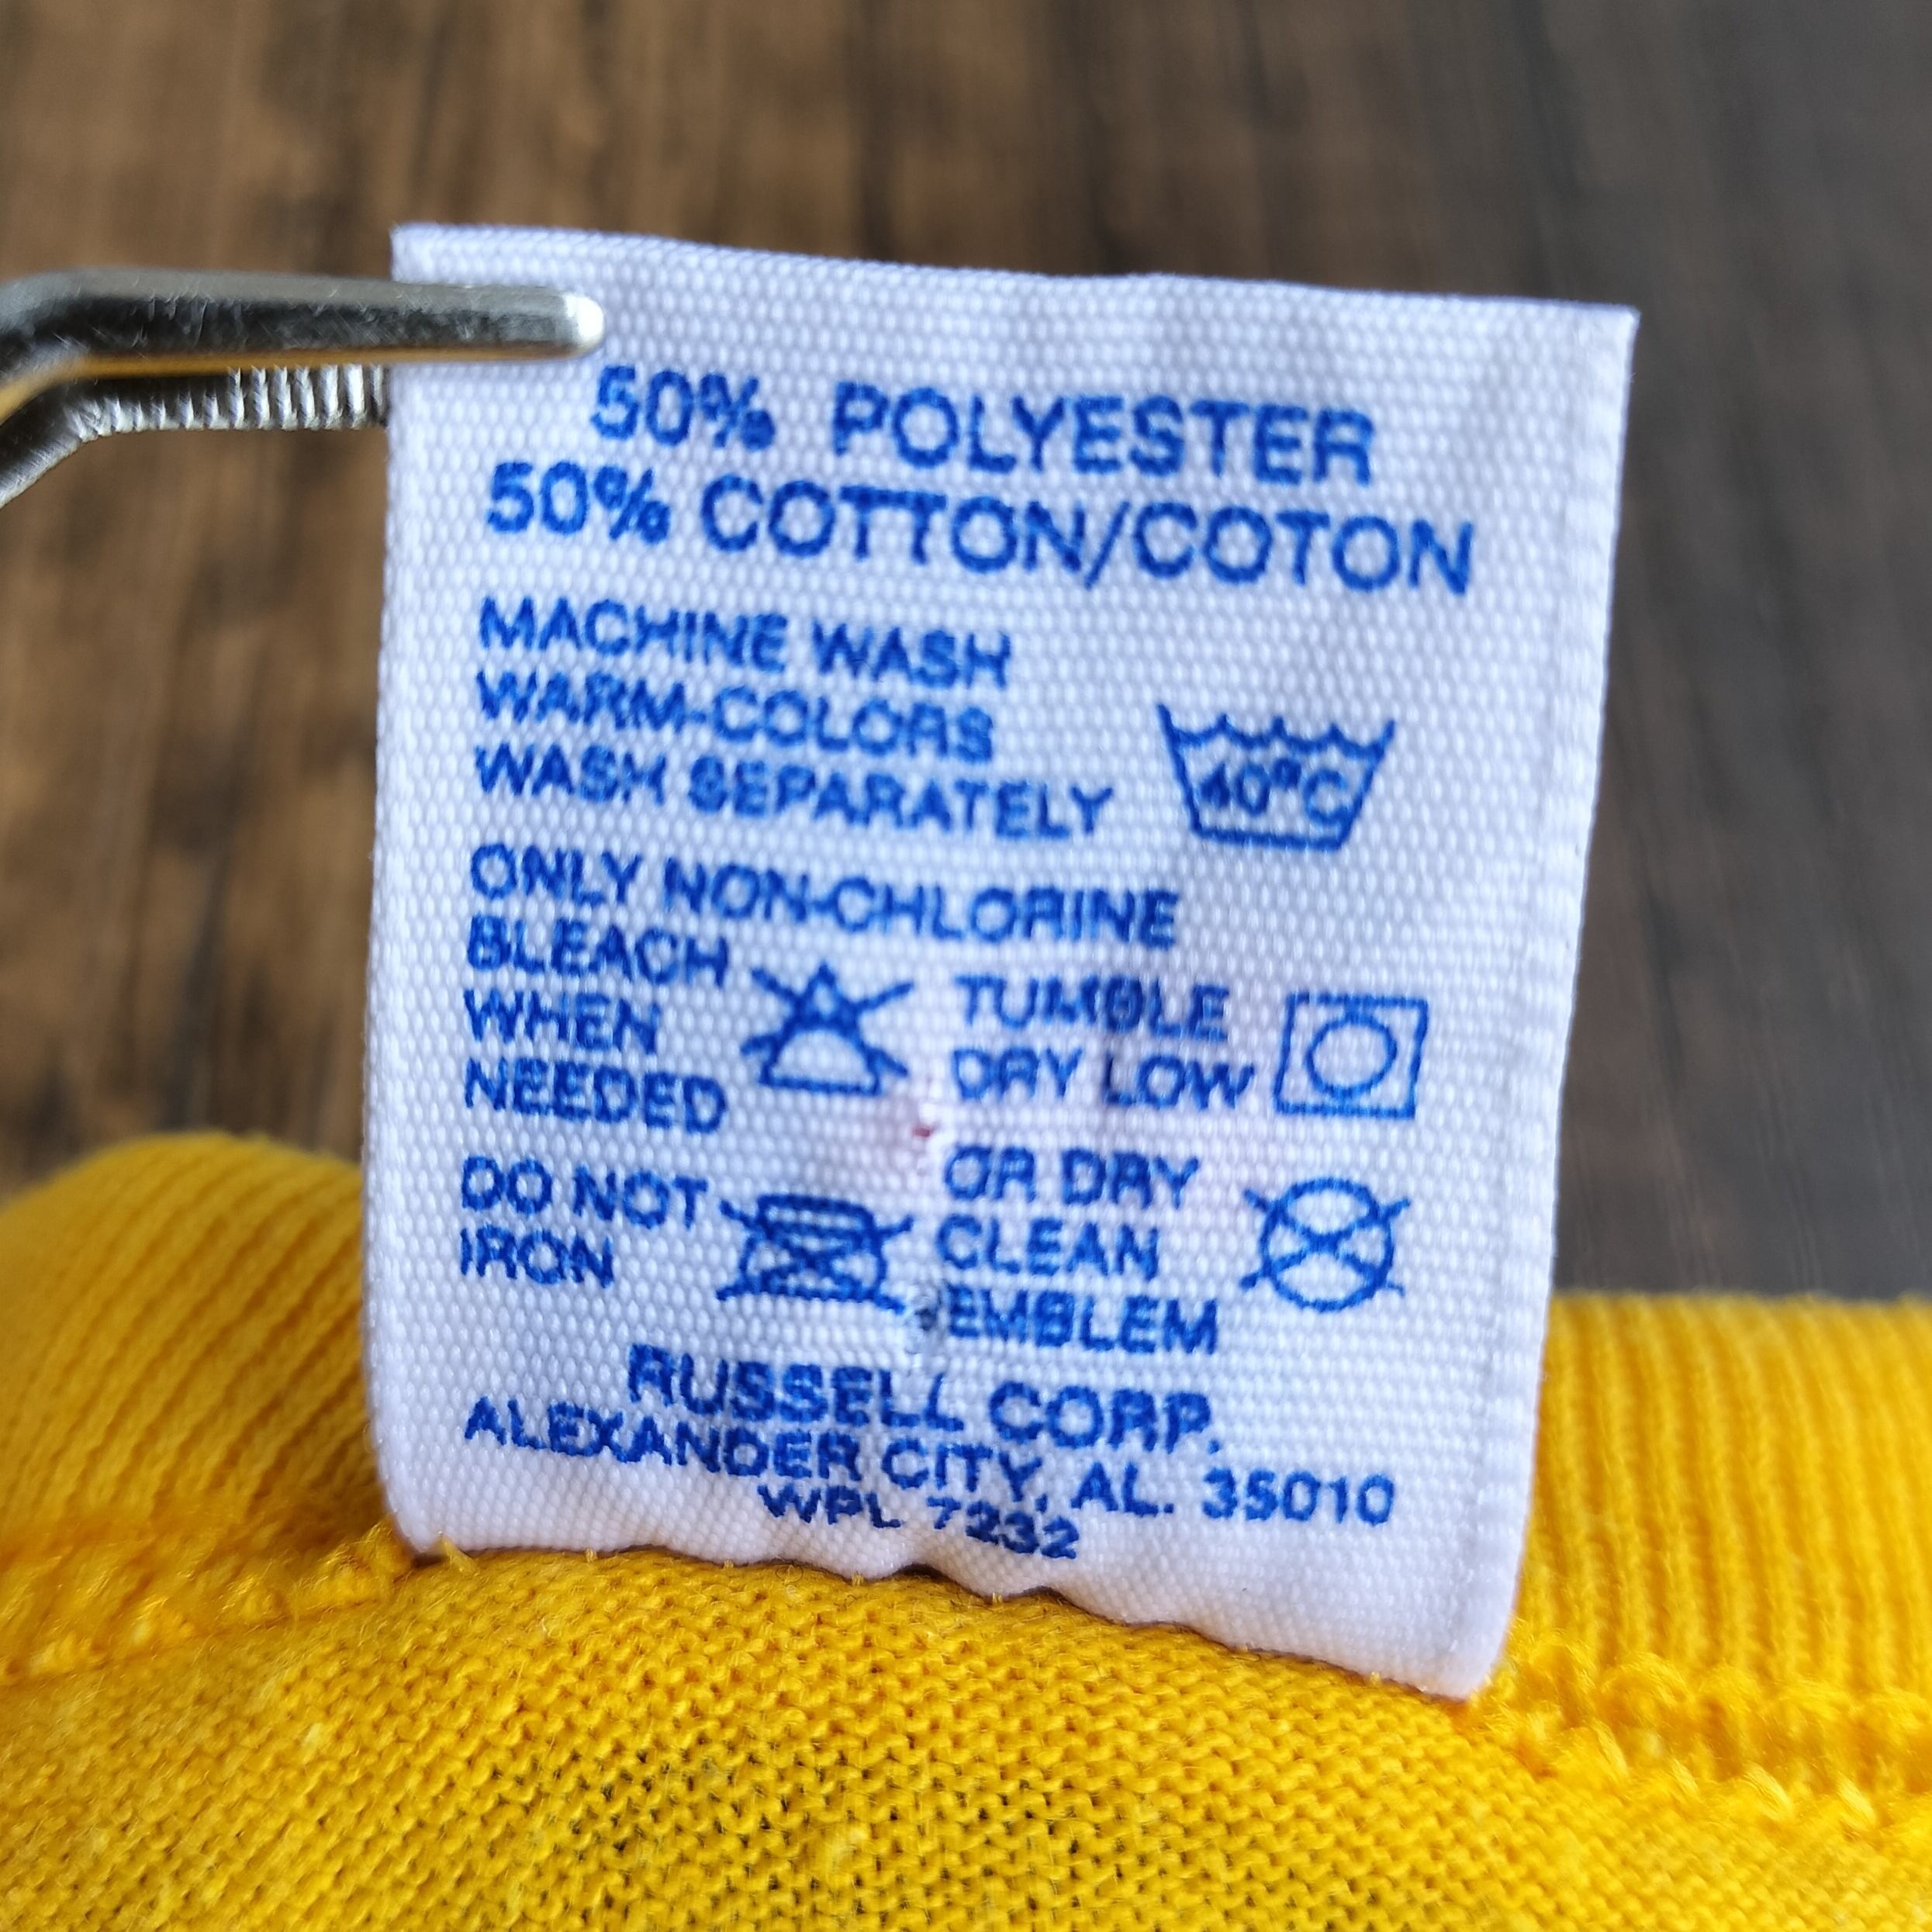 50% POLYESTER
50% COTTON/COTON
MACHINE WASH
WARM-COLORS
WASH SEPARATELY
40°C
ONLY NON-CHLORINE
BLEACH
WHEN
NEEDED
TUMBLE
DRY LOW
DO NOT
IRON
OR DRY
CLEAN
EMBLEM
RUSSELL CORP.
ALEXANDER CITY, AL. 35010
WPL 7232